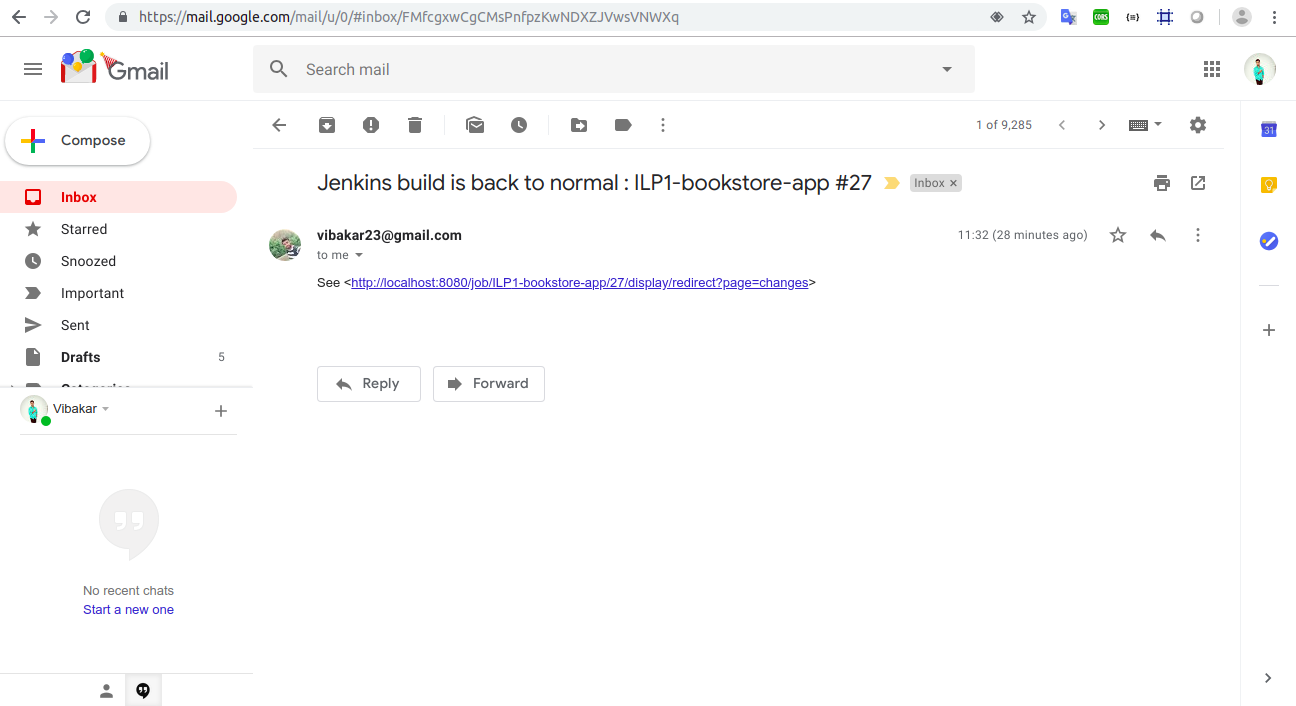 https://mail.google.com/mail/u/0/#inbox/FMfcgxwCgCMsPnfpzKwNDXZJVwsVNWXq
CORS
Gmail
Search mail
Compose
1 of 9,285
31
Jenkins build is back to normal : ILP1-bookstore-app #27
Inbox ×
Inbox
Starred
Snoozed
Important
Sent
Drafts 5
Categories
vibakar23@gmail.com
11:32 (28 minutes ago)
to me
See <http://localhost:8080/job/ILP1-bookstore-app/27/display/redirect?page=changes>
Reply
Forward
Vibakar
No recent chats
Start a new one